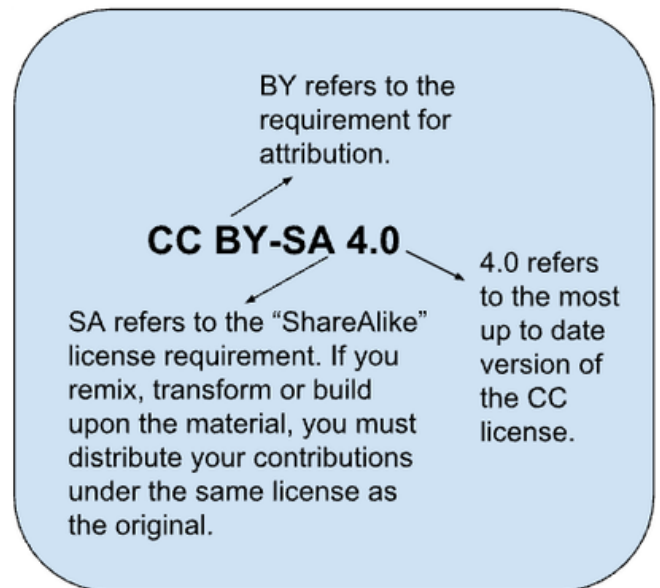 BY refers to the
requirement for
attribution.
CC BY-SA 4.0
4.0 refers
to the most
up to date
version of
the CC
license.
SA refers to the “ShareAlike”
license requirement. If you
remix, transform or build
upon the material, you must
distribute your contributions
under the same license as
the original.